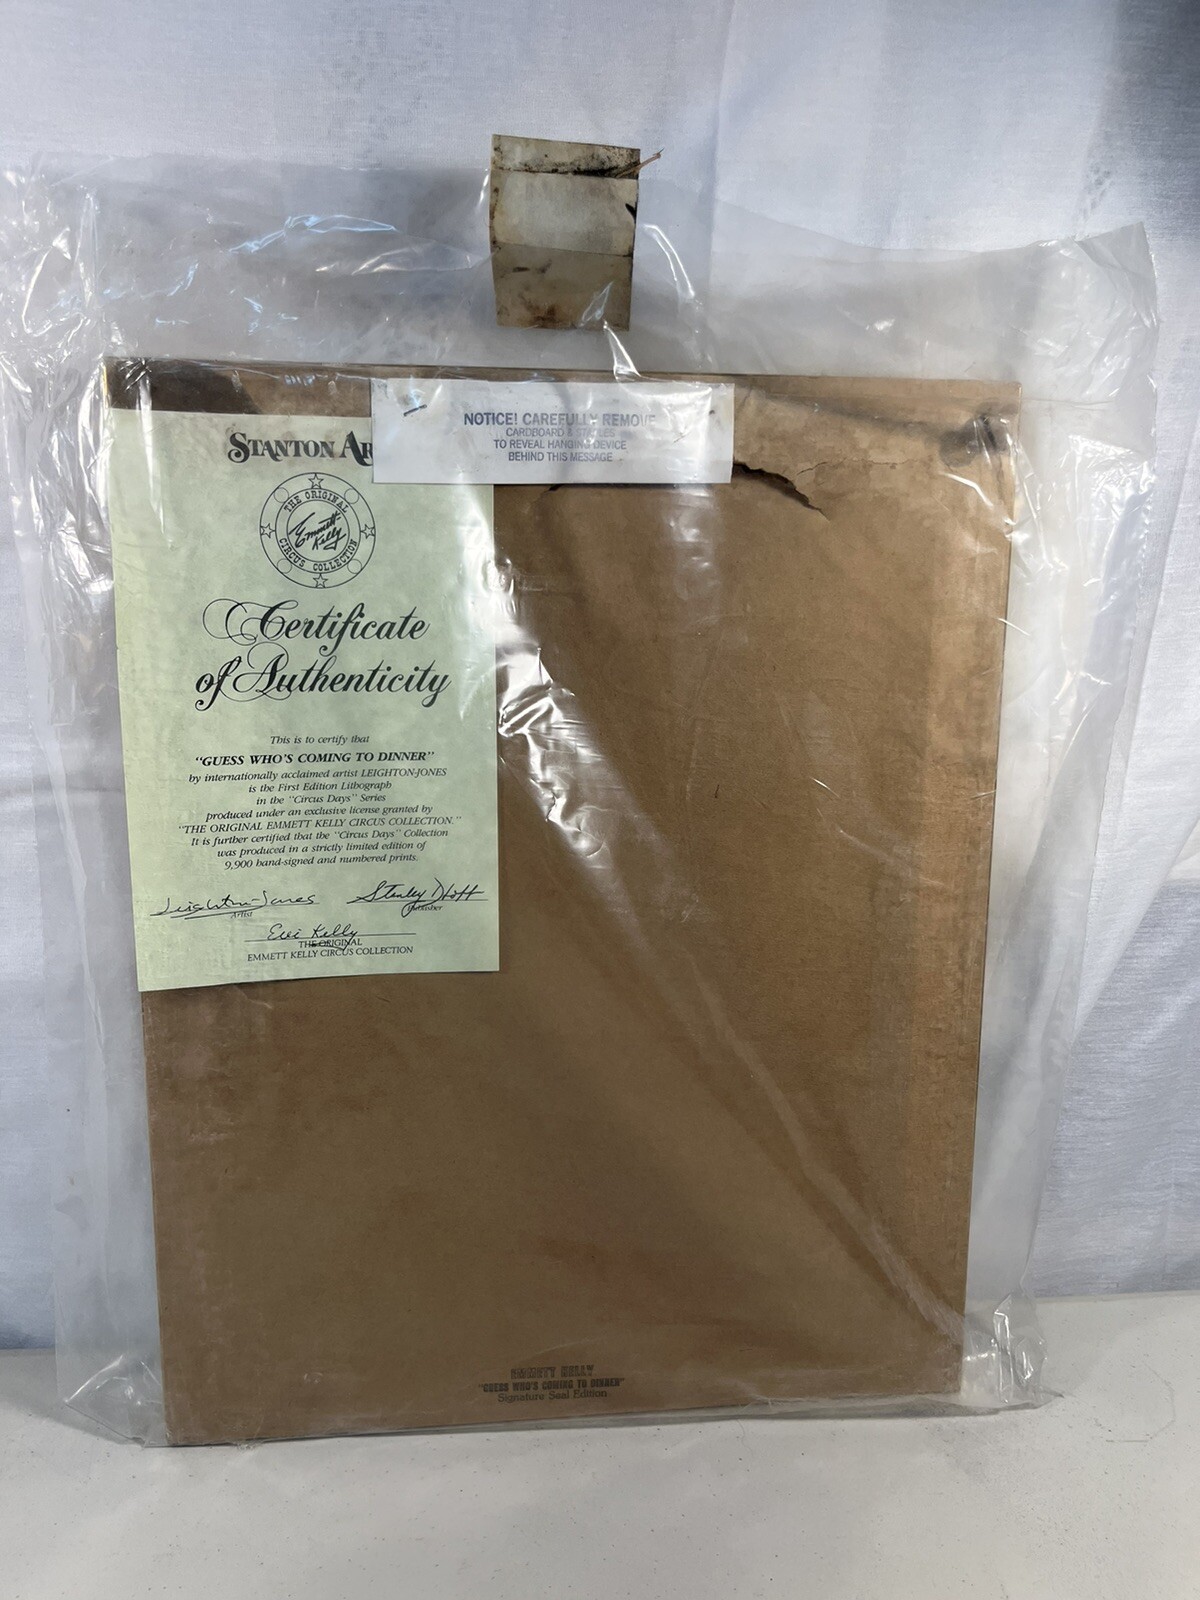 NOTICE! CAREFULLY REMOVE
CARDBOARD & STAPLES
TO REVEAL HANGING DEVICE
BEHIND THIS MESSAGE
STANTON AR
THE ORIGINAL
Emmett
Kelly
CIRCUS COLLECTION
Certificate
of Authenticity
This is to certify that
"GUESS WHO'S COMING TO DINNER"
by internationally acclaimed artist LEIGHTON-JONES
is the First Edition Lithograph
in the "Circus Days" Series
produced under an exclusive license granted by
"THE ORIGINAL EMMETT KELLY CIRCUS COLLECTION."
It is further certified that the "Circus Days" Collection
was produced in a strictly limited edition of
9,900 hand-signed and numbered prints.
Leighton-Jones Stanley
Artist Publisher
Evi Kelly
THE ORIGINAL
EMMETT KELLY CIRCUS COLLECTION
EMMETT KELLY
"GUESS WHO'S COMING TO DINNER"
Signature Seal Edition